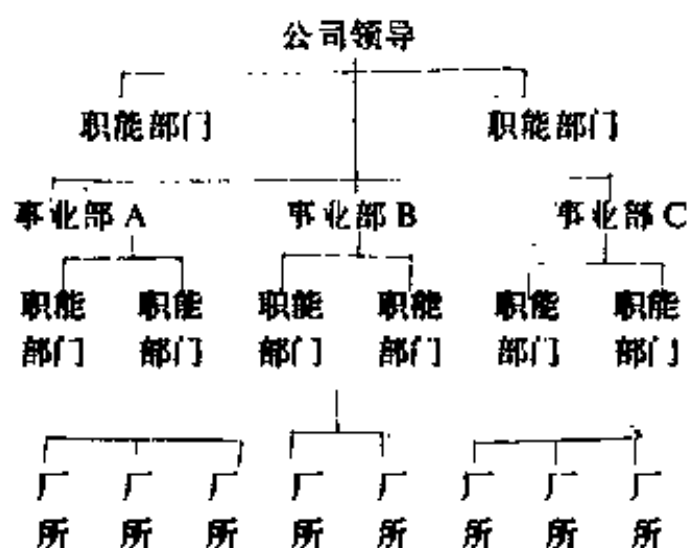 公司领导
职能部门 职能部门
事业部 A 事业部 B 事业部 C
职能 职能 职能 职能 职能 职能
部门 部门 部门 部门 部门 部门
厂 厂 厂 厂 厂 厂 厂 厂
所 所 所 所 所 所 所 所